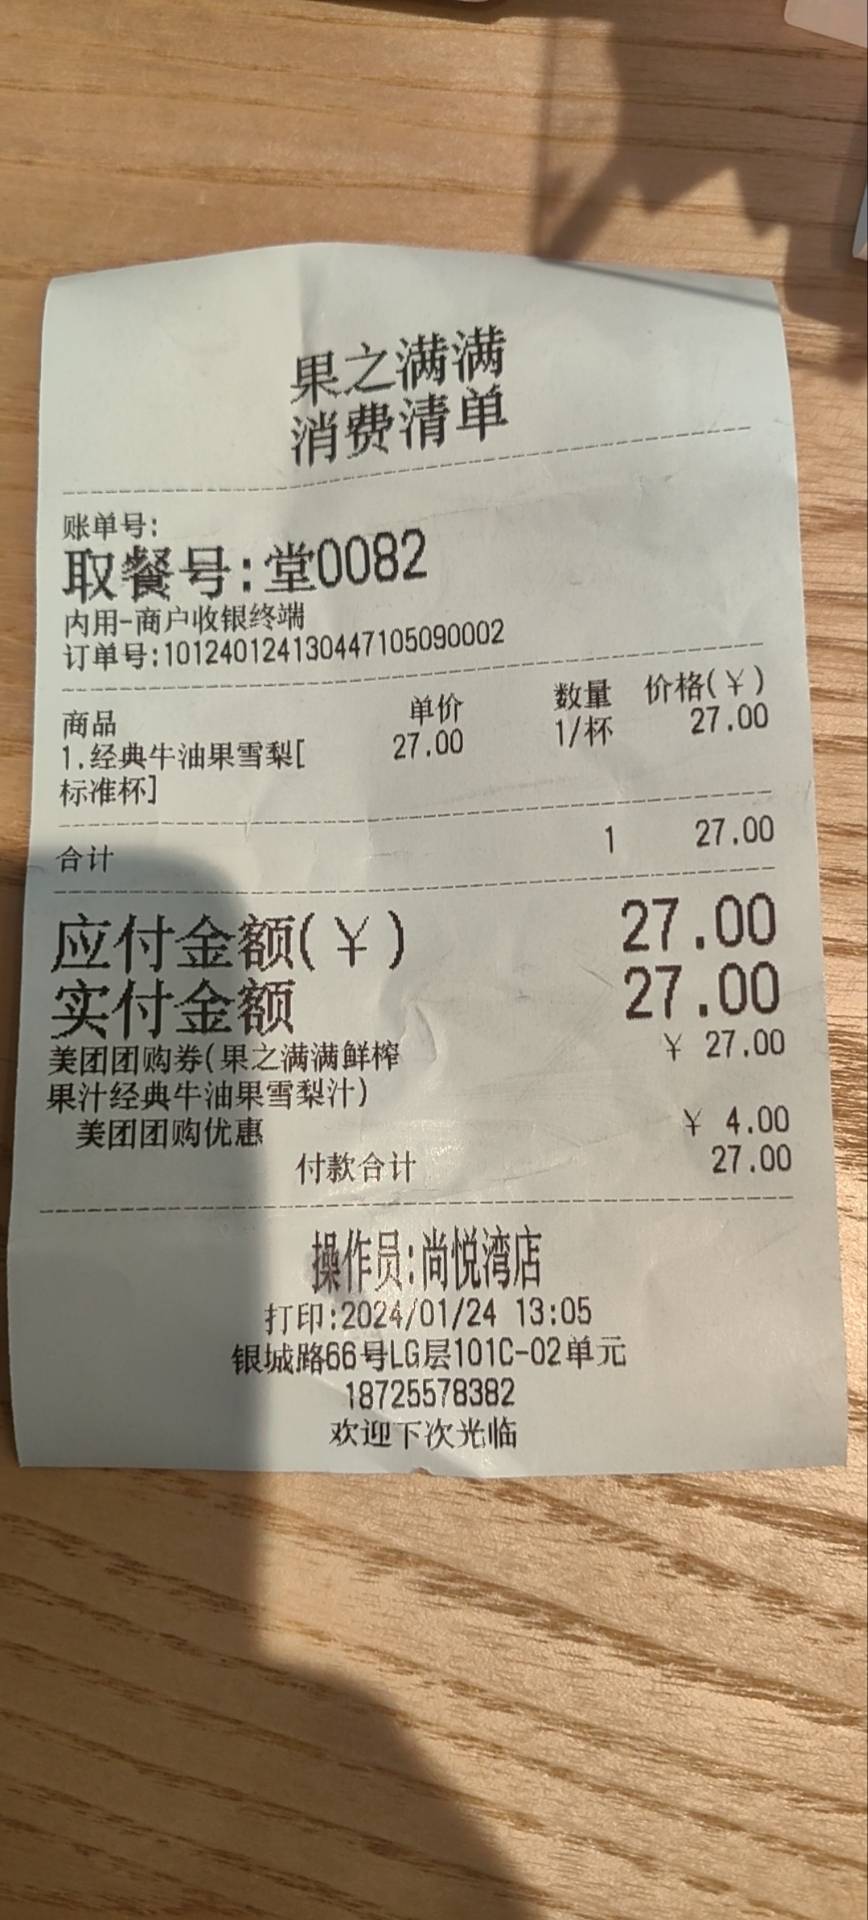 果之满满
消费清单
账单号:
取餐号:堂0082
内用-商户收银终端
订单号:101240124130447105090002
商品 单价 数量 价格(¥)
1.经典牛油果雪梨[ 27.00 1/杯 27.00
标准杯]
合计 1 27.00
应付金额(¥) 27.00
实付金额 27.00
美团团购券(果之满满鲜榨 ¥ 27.00
果汁经典牛油果雪梨汁)
美团团购优惠 ¥ 4.00
付款合计 27.00
操作员:尚悦湾店
打印:2024/01/24 13:05
银城路66号LG层101C-02单元
18725578382
欢迎下次光临